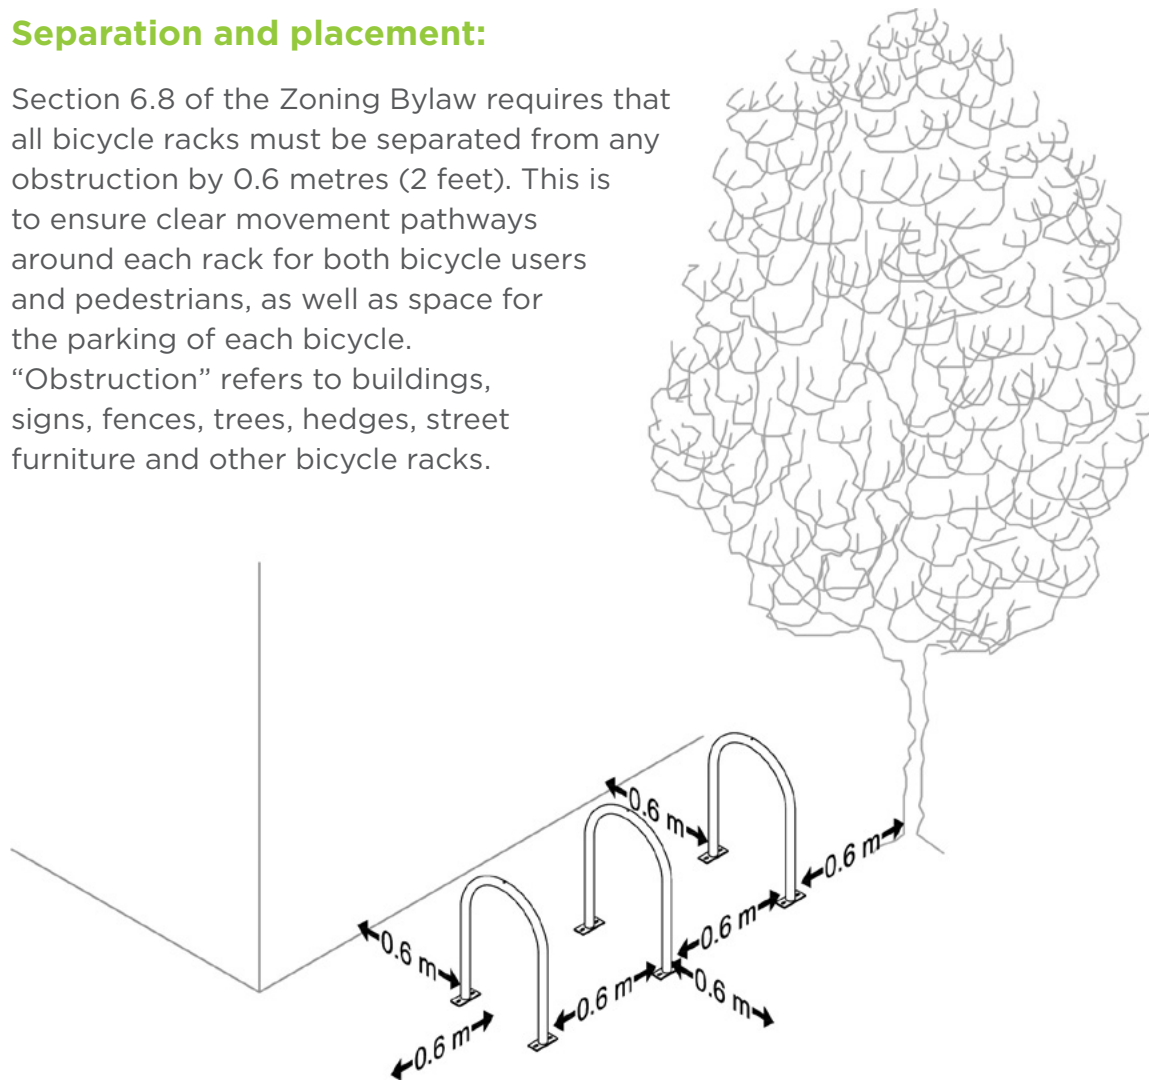 Separation and placement:
Section 6.8 of the Zoning Bylaw requires that
all bicycle racks must be separated from any
obstruction by 0.6 metres (2 feet). This is
to ensure clear movement pathways
around each rack for both bicycle users
and pedestrians, as well as space for
the parking of each bicycle.
“Obstruction” refers to buildings,
signs, fences, trees, hedges, street
furniture and other bicycle racks.
0.6 m
0.6 m
0.6 m
0.6 m
0.6 m
0.6 m
0.6 m